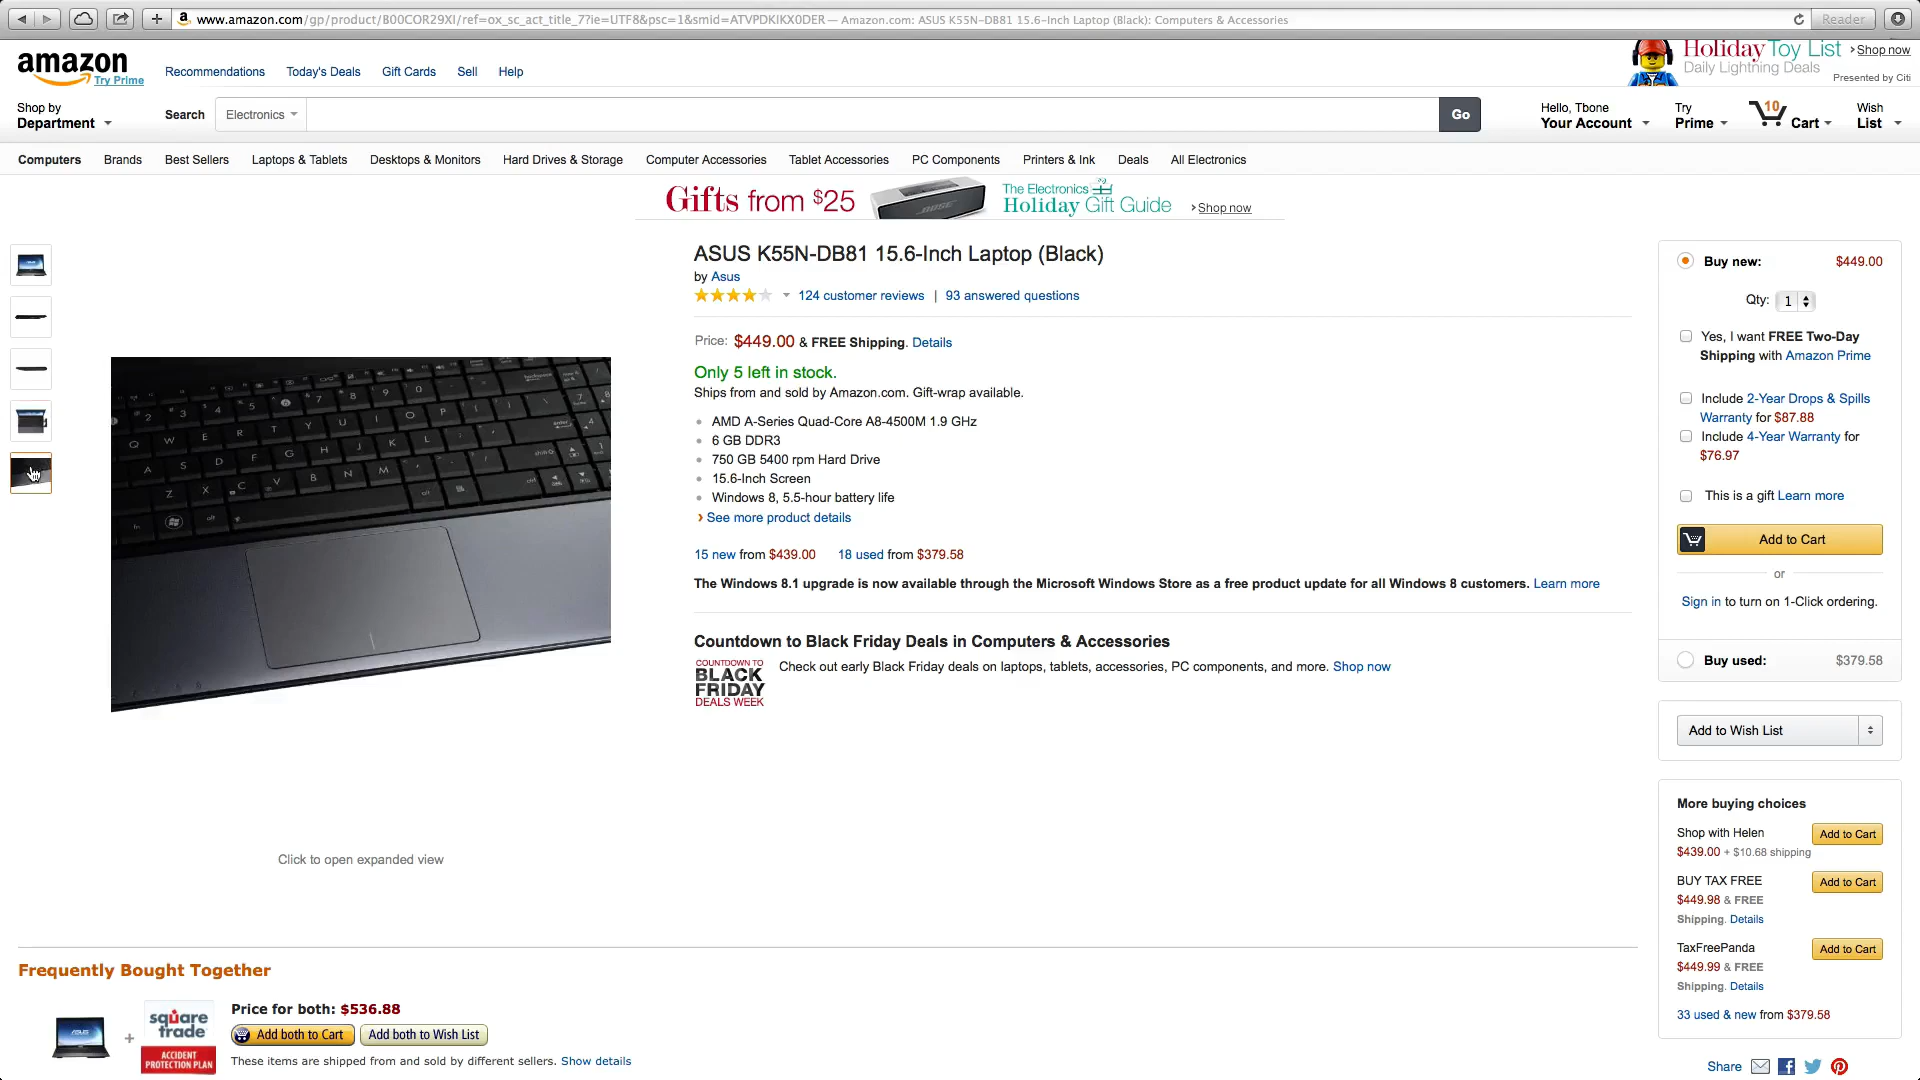 www.amazon.com/gp/product/B00COR29XI/ref=ox_sc_act_title_7?ie=UTF8&psc=1&smid=ATVPDKIKX0DER — Amazon.com: ASUS K55N-DB81 15.6-Inch Laptop (Black): Computers & Accessories
Reader
amazon
Try Prime
Recommendations Today's Deals Gift Cards Sell Help
Holiday Toy List
Daily Lightning Deals
Shop now
Presented by Citi
Shop by
Department
Search Electronics Go
Hello, Tbone
Your Account
Try
Prime
10
Cart
Wish
List
Computers Brands Best Sellers Laptops & Tablets Desktops & Monitors Hard Drives & Storage Computer Accessories Tablet Accessories PC Components Printers & Ink Deals All Electronics
Gifts from $25
BOSE
The Electronics
Holiday Gift Guide
Shop now
ASUS K55N-DB81 15.6-Inch Laptop (Black)
by Asus
124 customer reviews | 93 answered questions
Price: $449.00 & FREE Shipping. Details
Only 5 left in stock.
Ships from and sold by Amazon.com. Gift-wrap available.
AMD A-Series Quad-Core A8-4500M 1.9 GHz
6 GB DDR3
750 GB 5400 rpm Hard Drive
15.6-Inch Screen
Windows 8, 5.5-hour battery life
› See more product details
15 new from $439.00 18 used from $379.58
The Windows 8.1 upgrade is now available through the Microsoft Windows Store as a free product update for all Windows 8 customers. Learn more
Countdown to Black Friday Deals in Computers & Accessories
COUNTDOWN TO
BLACK
FRIDAY
DEALS WEEK
Check out early Black Friday deals on laptops, tablets, accessories, PC components, and more. Shop now
Click to open expanded view
Buy new: $449.00
Qty: 1
Yes, I want FREE Two-Day
Shipping with Amazon Prime
Include 2-Year Drops & Spills
Warranty for $87.88
Include 4-Year Warranty for
$76.97
This is a gift Learn more
Add to Cart
or
Sign in to turn on 1-Click ordering.
Buy used: $379.58
Add to Wish List
More buying choices
Shop with Helen
$439.00 + $10.68 shipping
Add to Cart
BUY TAX FREE
$449.98 & FREE
Shipping. Details
Add to Cart
TaxFreePanda
$449.99 & FREE
Shipping. Details
Add to Cart
33 used & new from $379.58
Share
Frequently Bought Together
ASUS
+
square
trade
ACCIDENT
PROTECTION PLAN
Price for both: $536.88
Add both to Cart Add both to Wish List
These items are shipped from and sold by different sellers. Show details